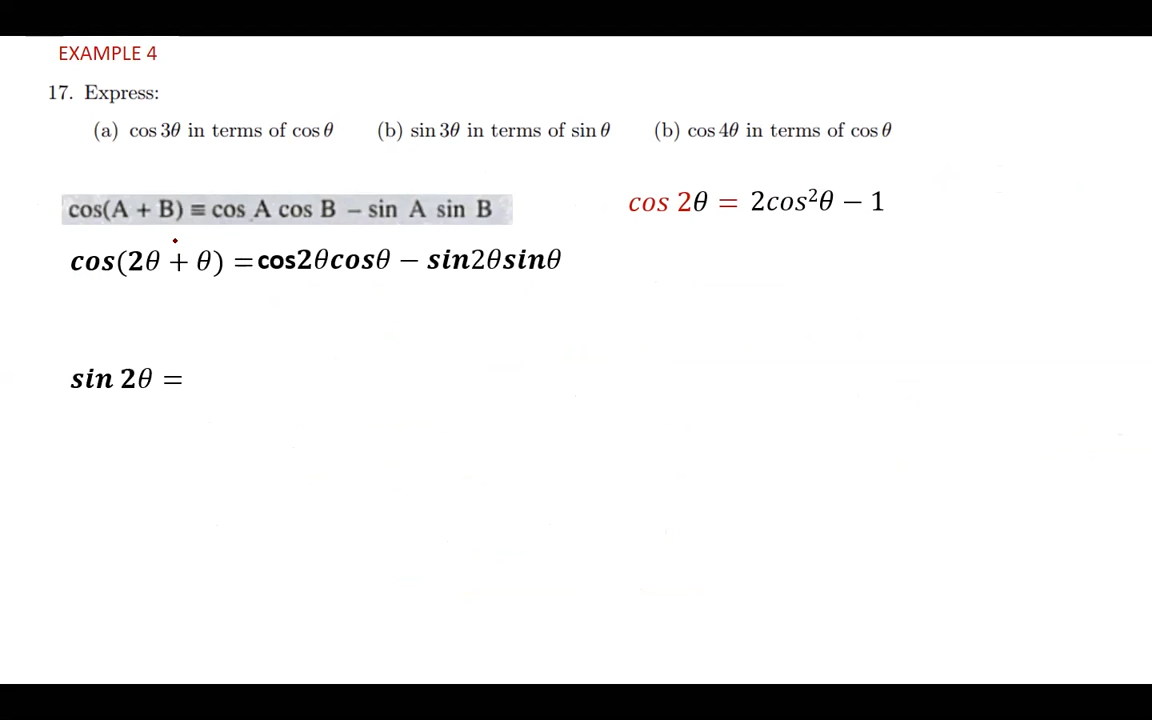 EXAMPLE 4
17. Express:
(a) cos 3θ in terms of cos θ (b) sin 3θ in terms of sin θ (b) cos 4θ in terms of cos θ
cos(A + B) ≡ cos A cos B – sin A sin B
cos 2θ = 2cos²θ − 1
cos(2θ + θ) = cos2θcosθ − sin2θsinθ
sin 2θ =